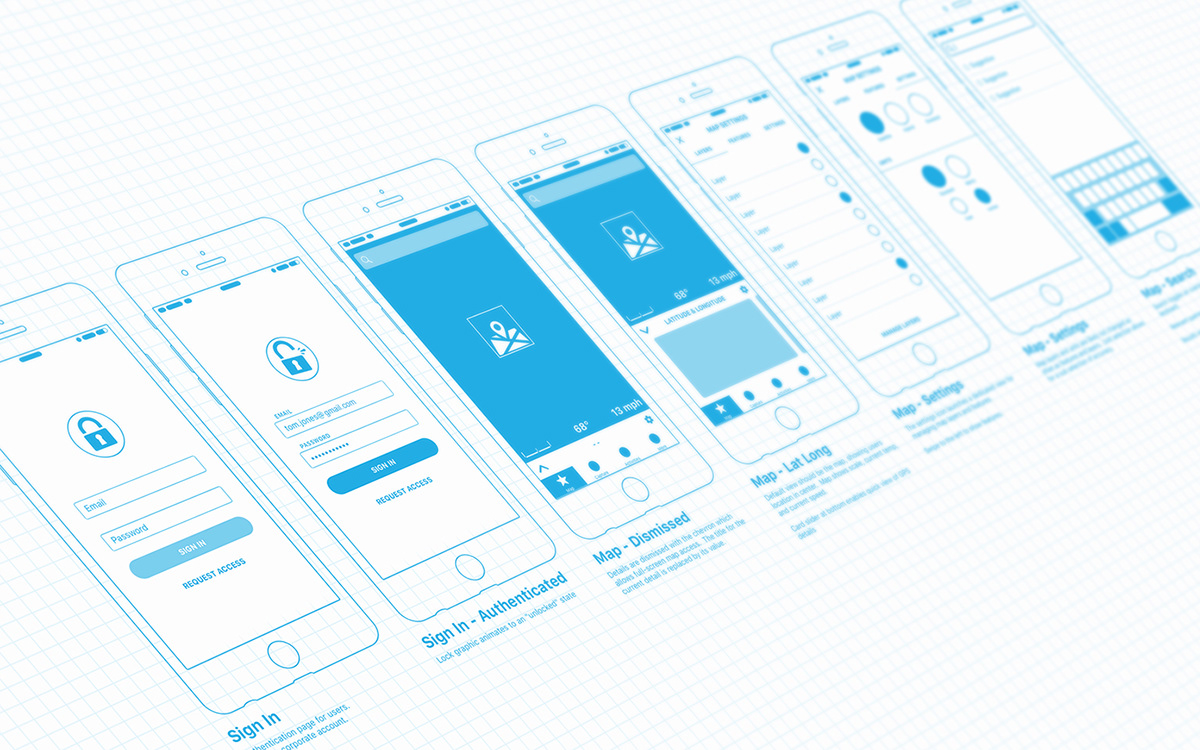 Email
Password
SIGN IN
REQUEST ACCESS
Sign In
hentication page for users.
corporate account.
EMAIL
tom.jones@gmail.com
PASSWORD
••••••••••••
SIGN IN
REQUEST ACCESS
Sign In - Authenticated
Lock graphic animates to an "unlocked" state
68°
13 mph
Map - Dismissed
Details are dismissed with the chevron which
allows full-screen map access. The title for the
current detail is replaced by its value.
68°
13 mph
LATITUDE & LONGITUDE
Map - Lat Long
Default view should be the map, showing users
location in center. Map shows scale, current temp,
and current speed.
Card slider at bottom enables quick view of GPS
details
MAP SETTINGS
LAYERS
FEATURES
SETTINGS
Layer
Layer
Layer
Layer
Layer
Layer
Layer
Layer
MANAGE LAYERS
Map - Settings
MAP SETTINGS
LAYERS
FEATURES
SETTINGS
Map - Settings
Map - Search